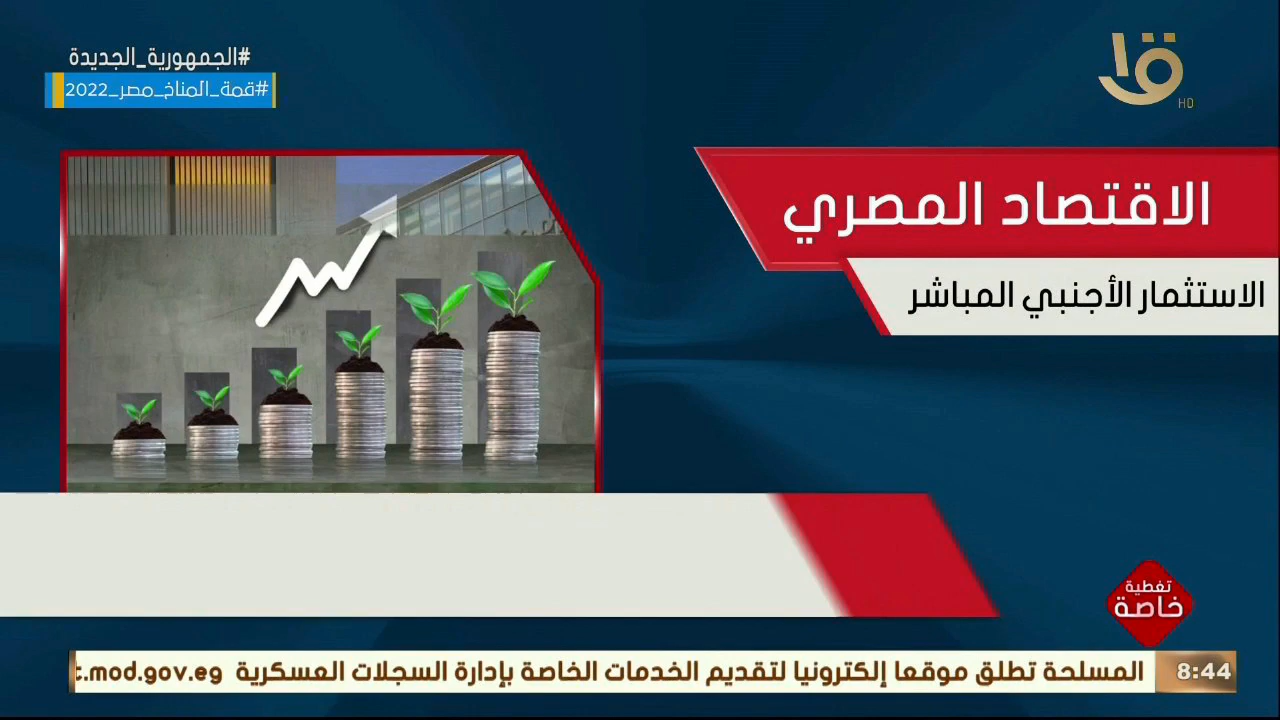 #الجمهورية_الجديدة
#قمة_المناخ_مصر_2022
HD
الاقتصاد المصري
الاستثمار الأجنبي المباشر
تغطية
خاصة
8:44
المسلحة تطلق موقعا إلكترونيا لتقديم الخدمات الخاصة بإدارة السجلات العسكرية t.mod.gov.eg